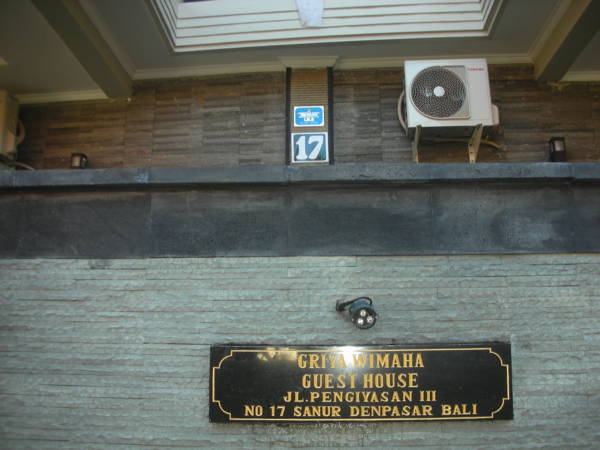 17
GRIYA WIMAHA
GUEST HOUSE
JL.PENGIYASAN III
NO 17 SANUR DENPASAR BALI